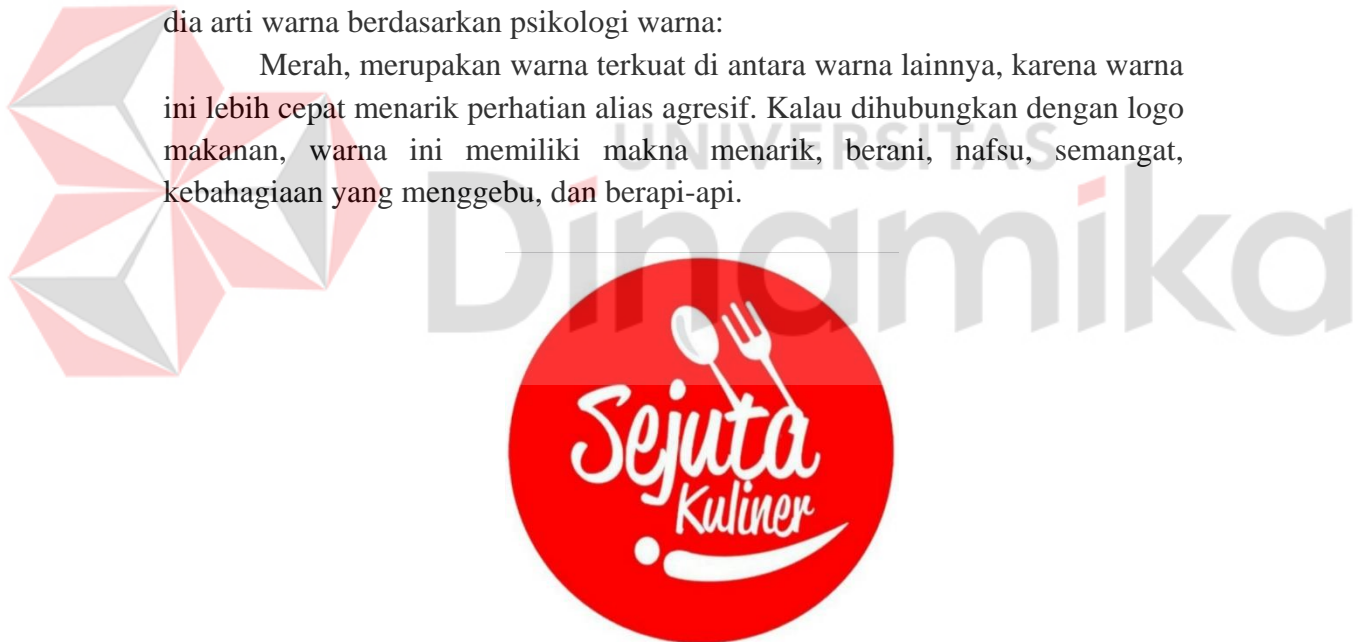 dia arti warna berdasarkan psikologi warna:
Merah, merupakan warna terkuat di antara warna lainnya, karena warna
ini lebih cepat menarik perhatian alias agresif. Kalau dihubungkan dengan logo
makanan, warna ini memiliki makna menarik, berani, nafsu, semangat,
kebahagiaan yang menggebu, dan berapi-api.
UNIVERSITAS
Dinamika
Sejuta
Kuliner